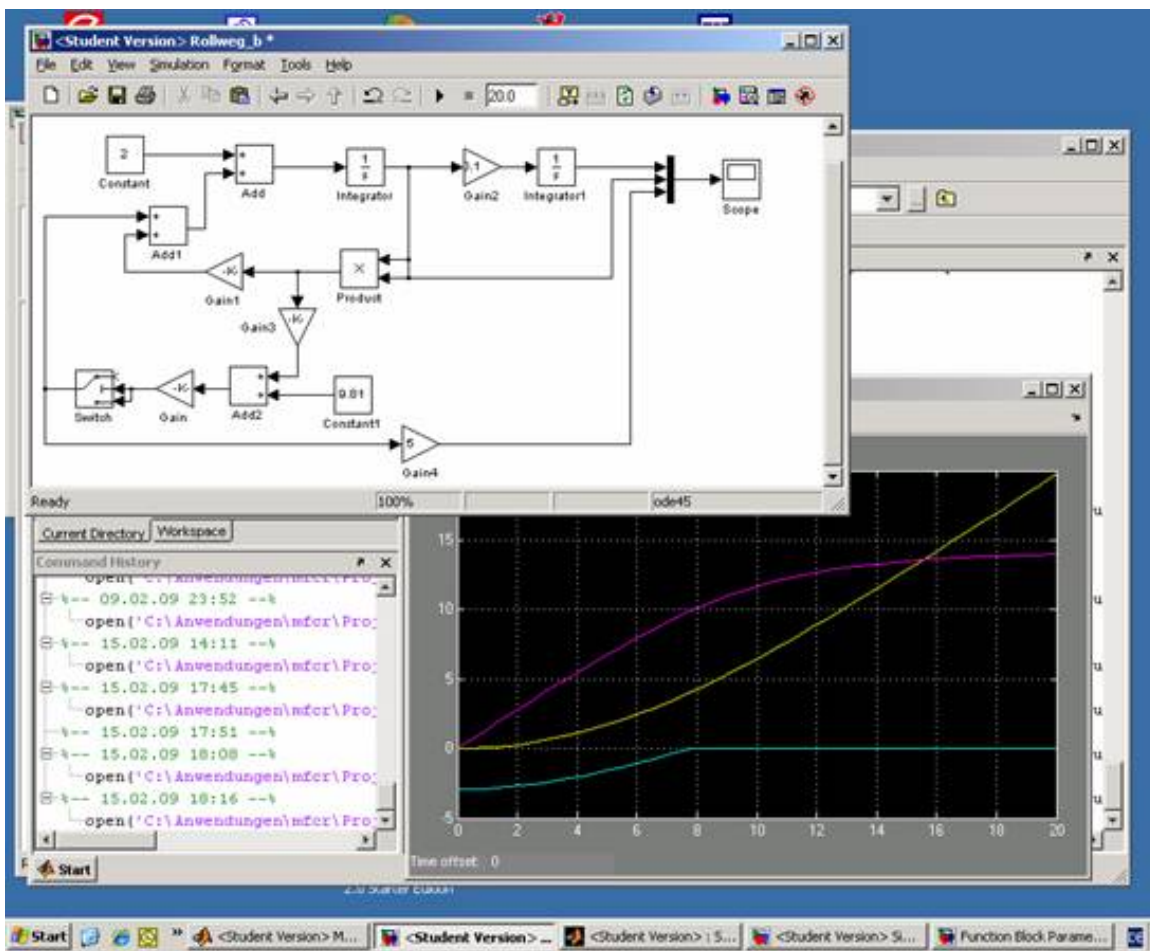 <Student Version> Rollweg_b *
File Edit View Simulation Format Tools Help
20.0
2
Constant
Add
Integrator
Gain2
Integrator1
Scope
Add1
Gain1
Product
Gain3
Switch
Gain
Add2
9.81
Constant1
5
Gain4
Ready 100% ode45
Current Directory Workspace
Command History
%-- 09.02.09 23:52 --%
open('C:\Anwendungen\mfcr\Pro
%-- 15.02.09 14:11 --%
open('C:\Anwendungen\mfcr\Pro
%-- 15.02.09 17:45 --%
open('C:\Anwendungen\mfcr\Pro
%-- 15.02.09 17:51 --%
%-- 15.02.09 18:08 --%
open('C:\Anwendungen\mfcr\Pro
%-- 15.02.09 18:16 --%
open('C:\Anwendungen\mfcr\Pro
15
10
5
0
-5
0 2 4 6 8 10 12 14 16 18 20
Time offset: 0
Start
Start <Student Version> M... <Student Version> ... <Student Version> : S... <Student Version> Si... Function Block Parame...